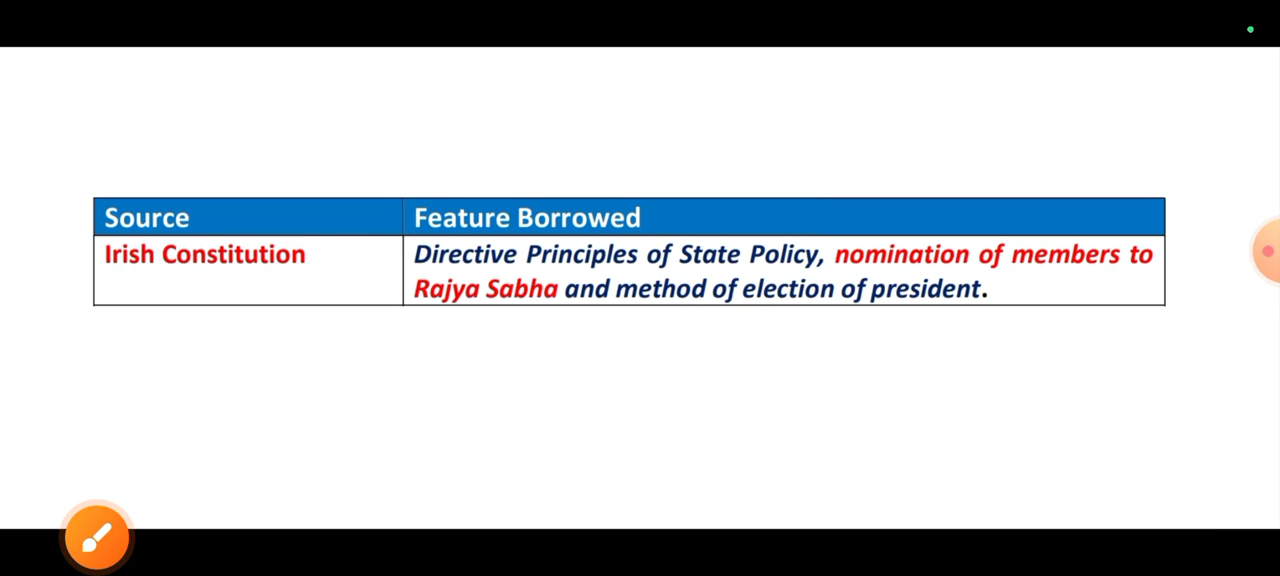 Source
Feature Borrowed
Irish Constitution
Directive Principles of State Policy, nomination of members to
Rajya Sabha and method of election of president.